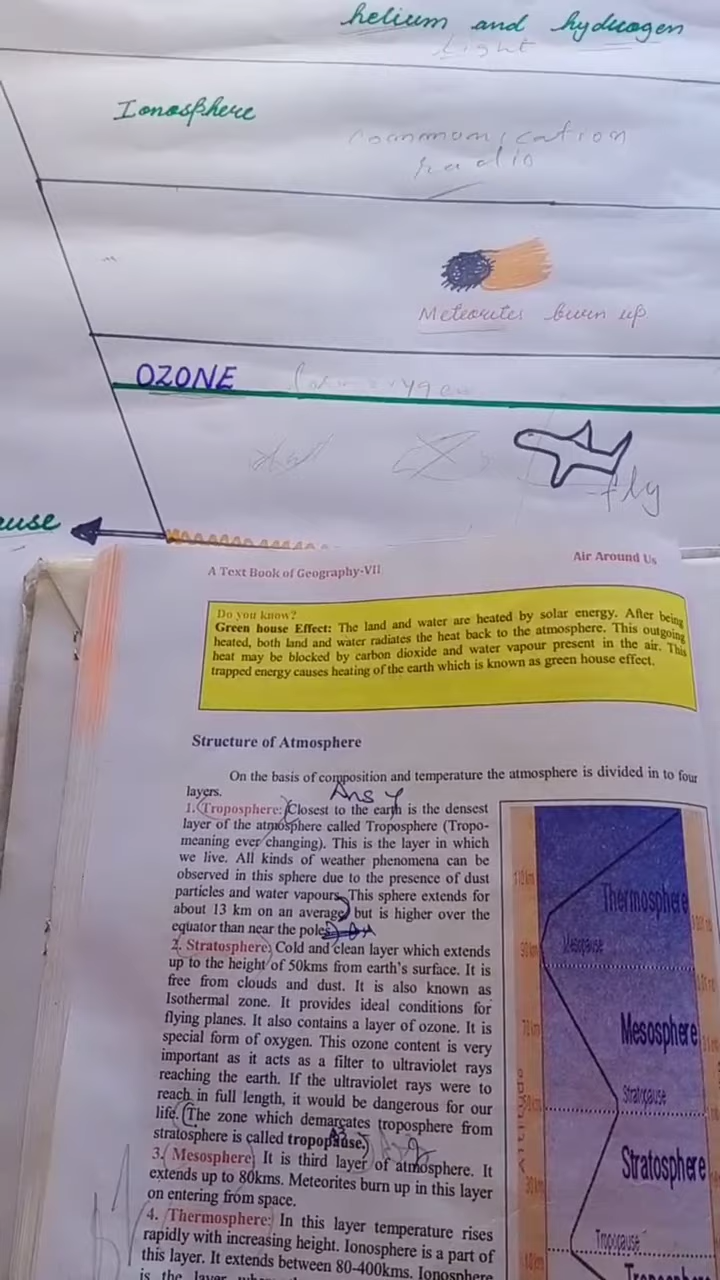 helium and hydrogen
light
Ionosphere
communication
radio
Meteorites burn up
OZONE
fly
A Text Book of Geography-VII
Air Around Us
Do you know?
Green house Effect: The land and water are heated by solar energy. After being
heated, both land and water radiates the heat back to the atmosphere. This outgoing
heat may be blocked by carbon dioxide and water vapour present in the air. This
trapped energy causes heating of the earth which is known as green house effect.
Structure of Atmosphere
On the basis of composition and temperature the atmosphere is divided in to four
layers.
Ans
1. Troposphere: Closest to the earth is the densest
layer of the atmosphere called Troposphere (Tropo-
meaning ever changing). This is the layer in which
we live. All kinds of weather phenomena can be
observed in this sphere due to the presence of dust
particles and water vapours. This sphere extends for
about 13 km on an average, but is higher over the
equator than near the poles.
2. Stratosphere: Cold and clean layer which extends
up to the height of 50kms from earth's surface. It is
free from clouds and dust. It is also known as
Isothermal zone. It provides ideal conditions for
flying planes. It also contains a layer of ozone. It is
special form of oxygen. This ozone content is very
important as it acts as a filter to ultraviolet rays
reaching the earth. If the ultraviolet rays were to
reach in full length, it would be dangerous for our
life. (The zone which demarcates troposphere from
stratosphere is called tropopause.)
3. Mesosphere: It is third layer of atmosphere. It
extends up to 80kms. Meteorites burn up in this layer
on entering from space.
4. Thermosphere: In this layer temperature rises
rapidly with increasing height. Ionosphere is a part of
this layer. It extends between 80-400kms. Ionosphere
is the layer
Thermosphere
Mesopause
Mesosphere
Stratopause
Stratosphere
Tropopause